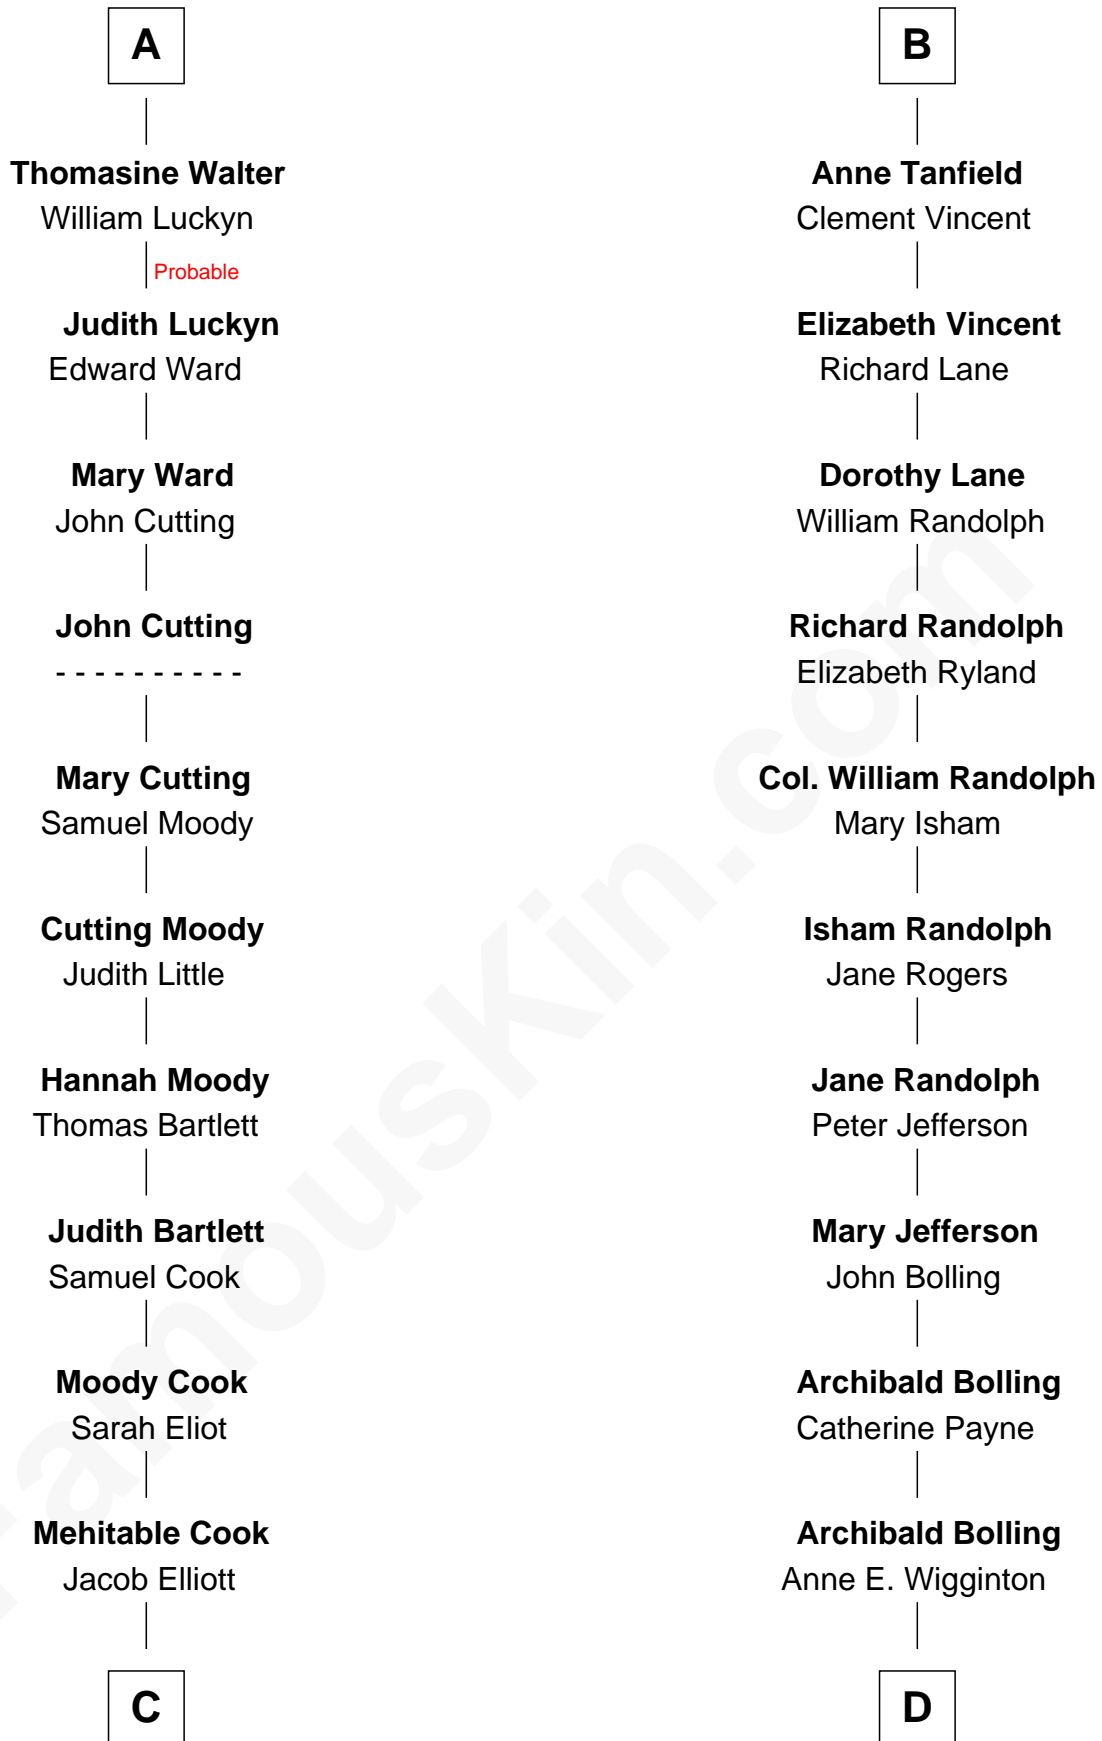 A
Thomasine Walter
William Luckyn
Probable
Judith Luckyn
Edward Ward
Mary Ward
John Cutting
John Cutting
- - - - - - - - - -
Mary Cutting
Samuel Moody
Cutting Moody
Judith Little
Hannah Moody
Thomas Bartlett
Judith Bartlett
Samuel Cook
Moody Cook
Sarah Eliot
Mehitable Cook
Jacob Elliott
C
B
Anne Tanfield
Clement Vincent
Elizabeth Vincent
Richard Lane
Dorothy Lane
William Randolph
Richard Randolph
Elizabeth Ryland
Col. William Randolph
Mary Isham
Isham Randolph
Jane Rogers
Jane Randolph
Peter Jefferson
Mary Jefferson
John Bolling
Archibald Bolling
Catherine Payne
Archibald Bolling
Anne E. Wigginton
D
FamousKin.com